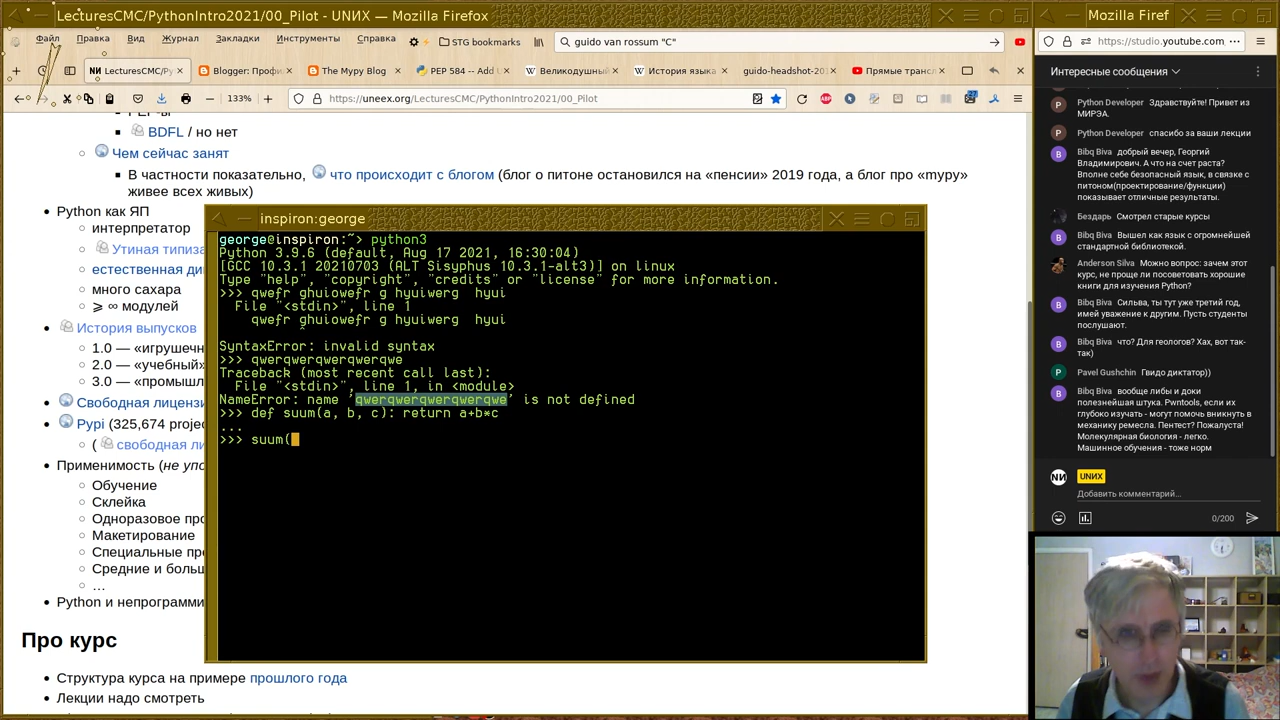 LecturesCMC/PythonIntro2021/00_Pilot - UNИX — Mozilla Firefox
Файл Правка Вид Журнал Закладки Инструменты Справка STG bookmarks guido van rossum "C"
LecturesCMC/Py Blogger: Профи The Mypy Blog PEP 584 -- Add Великодушный История языка guido-headshot-201 Прямые трансл
133% https://uneex.org/LecturesCMC/PythonIntro2021/00_Pilot
BDFL / но нет
Чем сейчас занят
В частности показательно, что происходит с блогом (блог о питоне остановился на «пенсии» 2019 года, а блог про «mypy»
живее всех живых)
Python как ЯП
интерпретатор
Утиная типиза
естественная ди
много сахара
⩾ ∞ модулей
История выпусков
1.0 — «игрушечн
2.0 — «учебный»
3.0 — «промышл
Свободная лиценз
Pypi (325,674 projec
( свободная ли
Применимость (не упо
Обучение
Склейка
Одноразовое про
Макетирование
Специальные пре
Средние и больш
...
Python и непрограмми
Про курс
Структура курса на примере прошлого года
Лекции надо смотреть
inspiron:george
george@inspiron:~> python3
Python 3.9.6 (default, Aug 17 2021, 16:30:04)
[GCC 10.3.1 20210703 (ALT Sisyphus 10.3.1-alt3)] on linux
Type "help", "copyright", "credits" or "license" for more information.
>>> qwefr ghuiowefr g hyuiwerg  hyui
File "<stdin>", line 1
qwefr ghuiowefr g hyuiwerg  hyui
^
SyntaxError: invalid syntax
>>> qwerqwerqwerqwerqwe
Traceback (most recent call last):
File "<stdin>", line 1, in <module>
NameError: name 'qwerqwerqwerqwerqwe' is not defined
>>> def suum(a, b, c): return a+b*c
...
>>> suum(
Mozilla Firef
https://studio.youtube.com
Интересные сообщения
Python Developer Здравствуйте! Привет из
МИРЭА.
Python Developer спасибо за ваши лекции
Bibq Biva добрый вечер, Георгий
Владимирович. А что на счет раста?
Вполне себе безопасный язык, в связке с
питоном(проектирование/функции)
показывает отличные результаты.
Бездарь Смотрел старые курсы
Bibq Biva Вышел как язык с огромнейшей
стандартной библиотекой.
Anderson Silva Можно вопрос: зачем этот
курс, не проще ли посоветовать хорошие
книги для изучения Python?
Bibq Biva Сильва, ты тут уже третий год,
имей уважение к другим. Пусть студенты
послушают.
Bibq Biva что? Для геологов? Хах, вот так-
так)
Pavel Gushchin Гвидо диктатор))
Bibq Biva вообще либы и доки
полезнейшая штука. Pwntools, если их
глубоко изучать - могут помочь вникнуть в
механику ремесла. Пентест? Пожалуста!
Молекулярная биология - легко.
Машинное обучения - тоже норм
UNИX
Добавить комментарий...
0/200